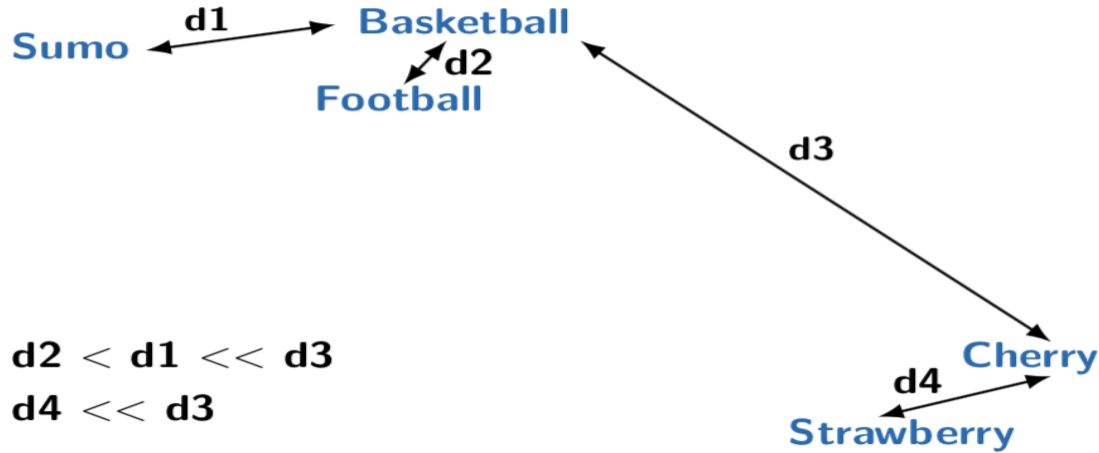 d1
Basketball
Sumo
d2
Football
d3
d2 < d1 << d3
Cherry
d4
d4 << d3
Strawberry